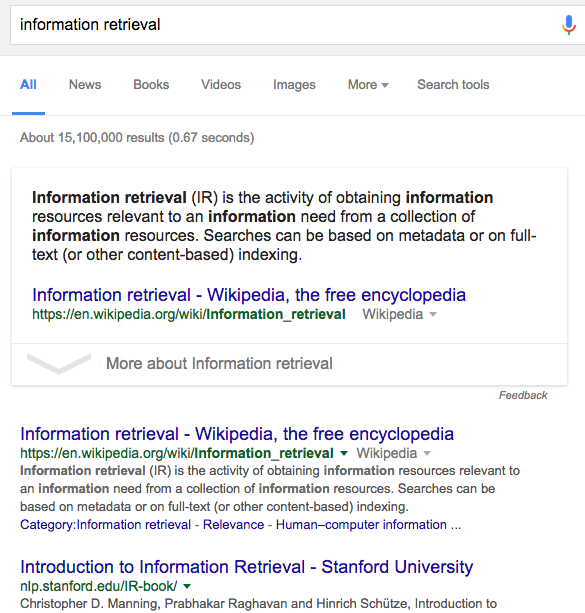 information retrieval
All News Books Videos Images More Search tools
About 15,100,000 results (0.67 seconds)
Information retrieval (IR) is the activity of obtaining information
resources relevant to an information need from a collection of
information resources. Searches can be based on metadata or on full-
text (or other content-based) indexing.
Information retrieval - Wikipedia, the free encyclopedia
https://en.wikipedia.org/wiki/Information_retrieval Wikipedia
More about Information retrieval
Feedback
Information retrieval - Wikipedia, the free encyclopedia
https://en.wikipedia.org/wiki/Information_retrieval Wikipedia
Information retrieval (IR) is the activity of obtaining information resources relevant to
an information need from a collection of information resources. Searches can be
based on metadata or on full-text (or other content-based) indexing.
Category:Information retrieval - Relevance - Human–computer information ...
Introduction to Information Retrieval - Stanford University
nlp.stanford.edu/IR-book/
Christopher D. Manning, Prabhakar Raghavan and Hinrich Schütze, Introduction to